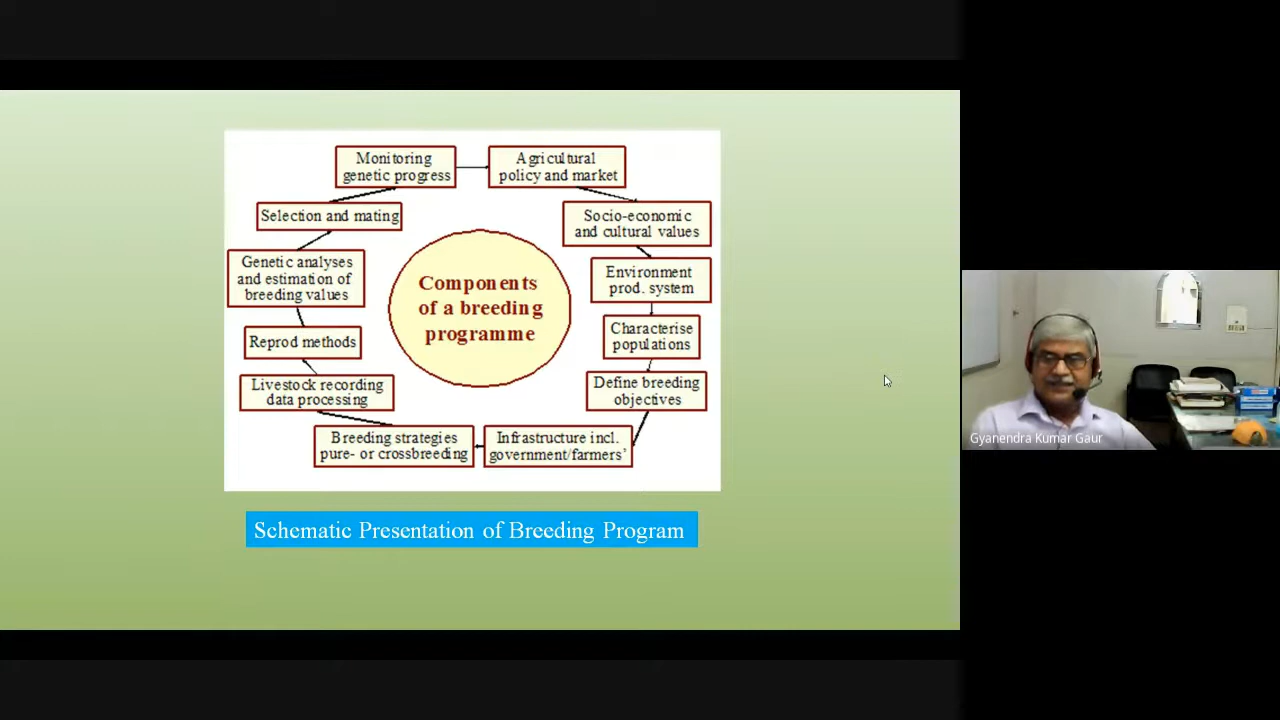 Monitoring
genetic progress
Agricultural
policy and market
Selection and mating
Socio-economic
and cultural values
Genetic analyses
and estimation of
breeding values
Environment
prod. system
Components
of a breeding
programme
Reprod methods
Characterise
populations
Livestock recording
data processing
Define breeding
objectives
Breeding strategies
pure- or crossbreeding
Infrastructure incl.
government/farmers’
Schematic Presentation of Breeding Program
Gyanendra Kumar Gaur